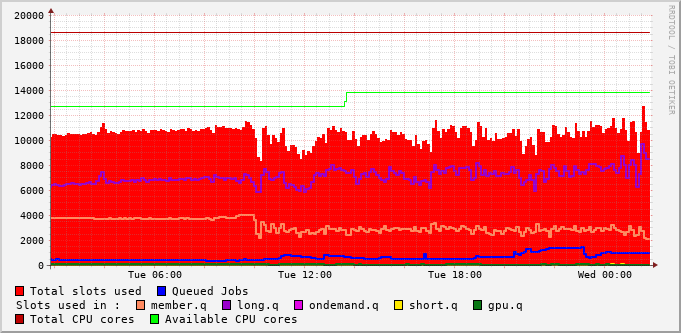 20000
18000
16000
14000
12000
10000
8000
6000
4000
2000
0
Tue 06:00 Tue 12:00 Tue 18:00 Wed 00:00
RRDTOOL / TOBI OETIKER
Total slots used Queued Jobs
Slots used in : member.q long.q ondemand.q short.q gpu.q
Total CPU cores Available CPU cores